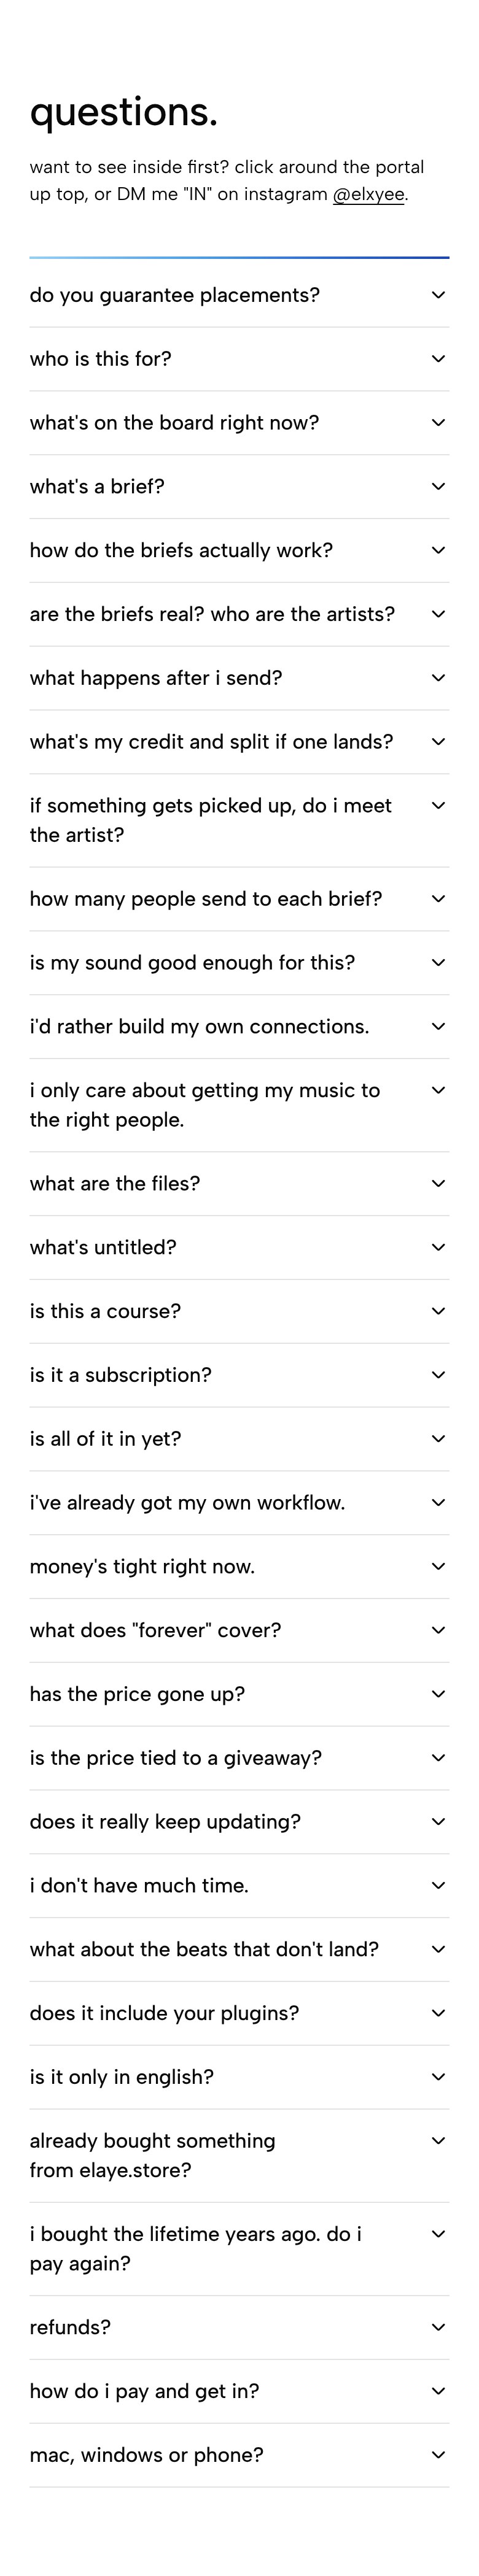 questions.
want to see inside first? click around the portal
up top, or DM me "IN" on instagram @elxyee.
do you guarantee placements?
who is this for?
what's on the board right now?
what's a brief?
how do the briefs actually work?
are the briefs real? who are the artists?
what happens after i send?
what's my credit and split if one lands?
if something gets picked up, do i meet
the artist?
how many people send to each brief?
is my sound good enough for this?
i'd rather build my own connections.
i only care about getting my music to
the right people.
what are the files?
what's untitled?
is this a course?
is it a subscription?
is all of it in yet?
i've already got my own workflow.
money's tight right now.
what does "forever" cover?
has the price gone up?
is the price tied to a giveaway?
does it really keep updating?
i don't have much time.
what about the beats that don't land?
does it include your plugins?
is it only in english?
already bought something
from elaye.store?
i bought the lifetime years ago. do i
pay again?
refunds?
how do i pay and get in?
mac, windows or phone?